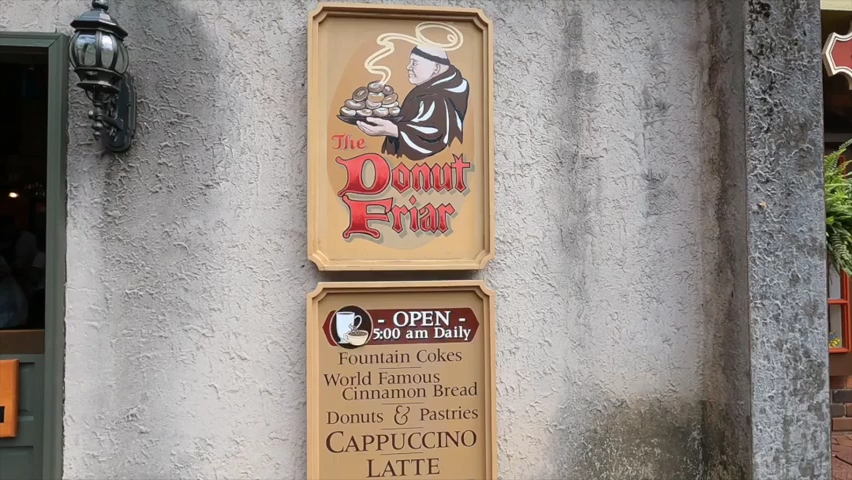 The
Donut
Friar
- OPEN -
5:00 am Daily
Fountain Cokes
World Famous
Cinnamon Bread
Donuts & Pastries
CAPPUCCINO
LATTE